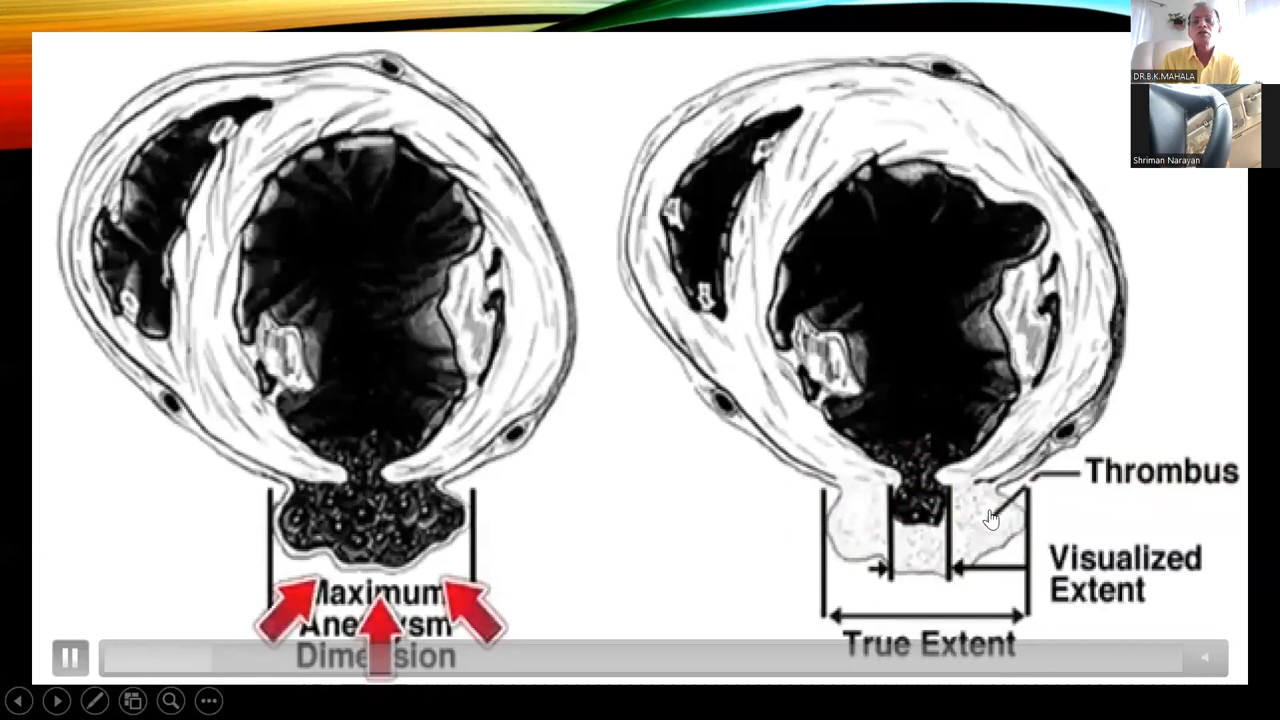 DR.B.K.MAHALA
Shriman Narayan
Thrombus
Visualized
Extent
Maximum
Aneurysm
Dimension
True Extent